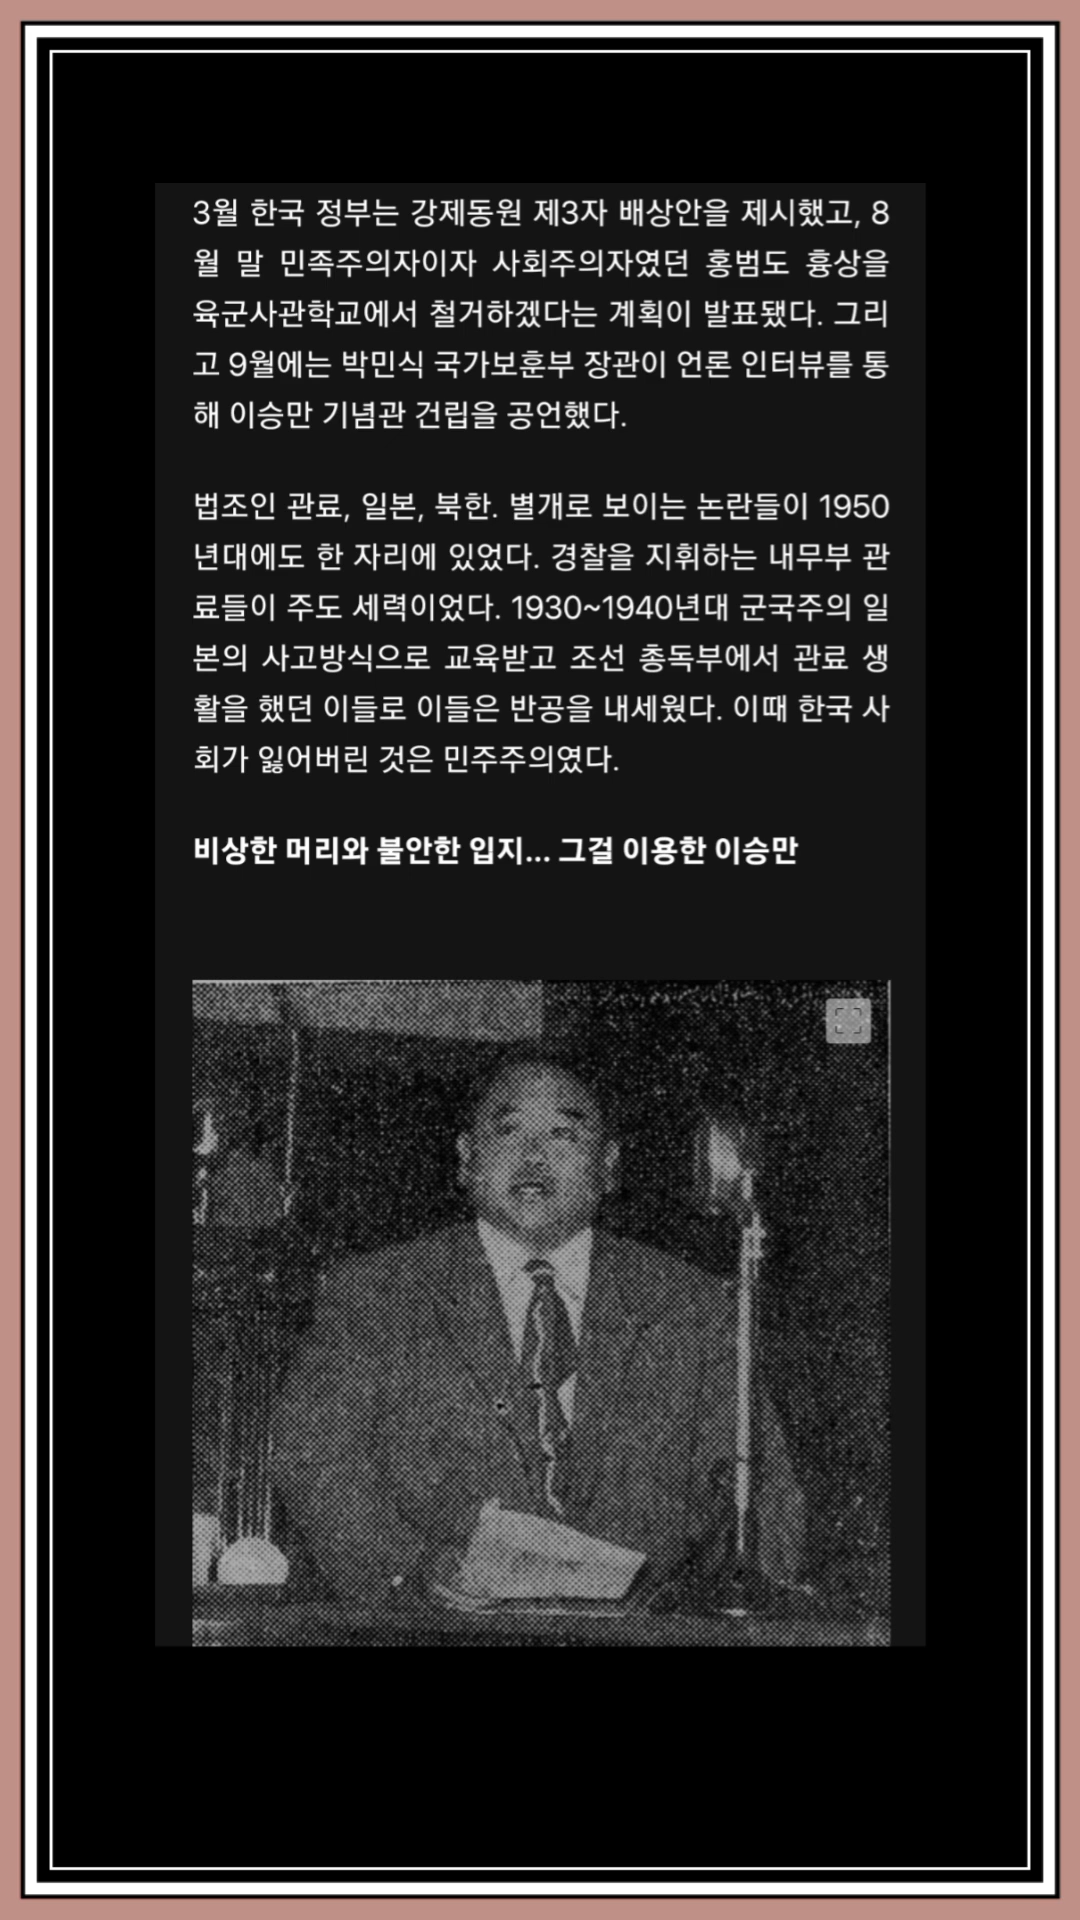 3월 한국 정부는 강제동원 제3자 배상안을 제시했고, 8
월 말 민족주의자이자 사회주의자였던 홍범도 흉상을
육군사관학교에서 철거하겠다는 계획이 발표됐다. 그리
고 9월에는 박민식 국가보훈부 장관이 언론 인터뷰를 통
해 이승만 기념관 건립을 공언했다.
법조인 관료, 일본, 북한. 별개로 보이는 논란들이 1950
년대에도 한 자리에 있었다. 경찰을 지휘하는 내무부 관
료들이 주도 세력이었다. 1930~1940년대 군국주의 일
본의 사고방식으로 교육받고 조선 총독부에서 관료 생
활을 했던 이들로 이들은 반공을 내세웠다. 이때 한국 사
회가 잃어버린 것은 민주주의였다.
비상한 머리와 불안한 입지... 그걸 이용한 이승만